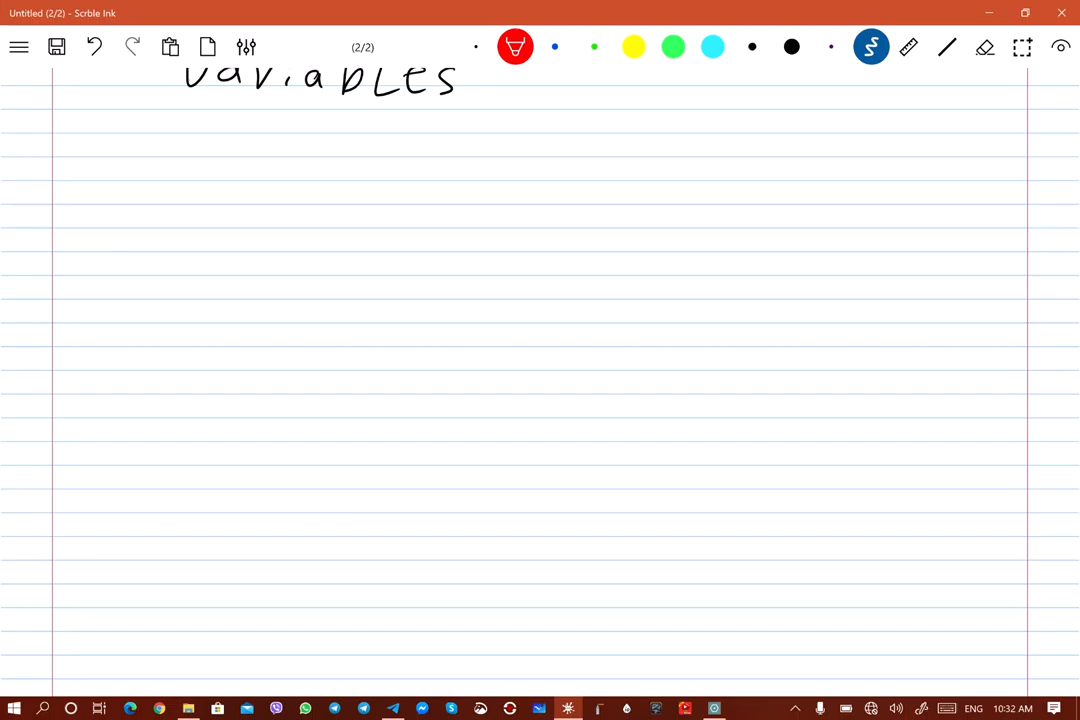 Untitled (2/2) - Scrble Ink
(2/2)
variables
ENG
10:32 AM